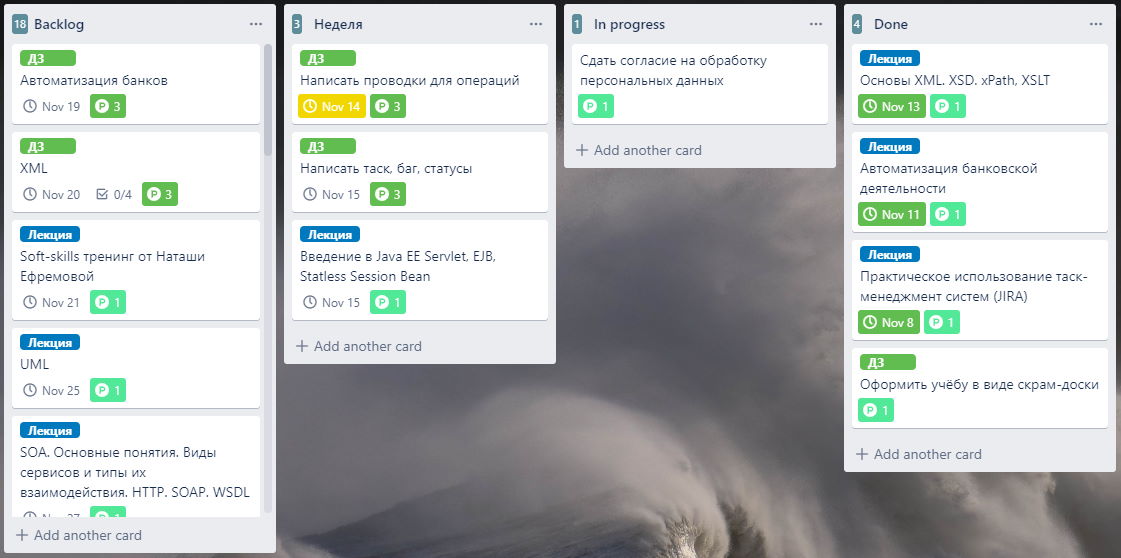 18 Backlog
ДЗ
Автоматизация банков
Nov 19 P 3
ДЗ
XML
Nov 20 0/4 P 3
Лекция
Soft-skills тренинг от Наташи
Ефремовой
Nov 21 P 1
Лекция
UML
Nov 25 P 1
Лекция
SOA. Основные понятия. Виды
сервисов и типы их
взаимодействия. HTTP. SOAP. WSDL
Nov 27 P 1
+ Add another card
3 Неделя
ДЗ
Написать проводки для операций
Nov 14 P 3
ДЗ
Написать таск, баг, статусы
Nov 15 P 3
Лекция
Введение в Java EE Servlet, EJB,
Statless Session Bean
Nov 15 P 1
+ Add another card
1 In progress
Сдать согласие на обработку
персональных данных
P 1
+ Add another card
4 Done
Лекция
Основы XML. XSD. xPath, XSLT
Nov 13 P 1
Лекция
Автоматизация банковской
деятельности
Nov 11 P 1
Лекция
Практическое использование таск-
менеджмент систем (JIRA)
Nov 8 P 1
ДЗ
Оформить учёбу в виде скрам-доски
P 1
+ Add another card